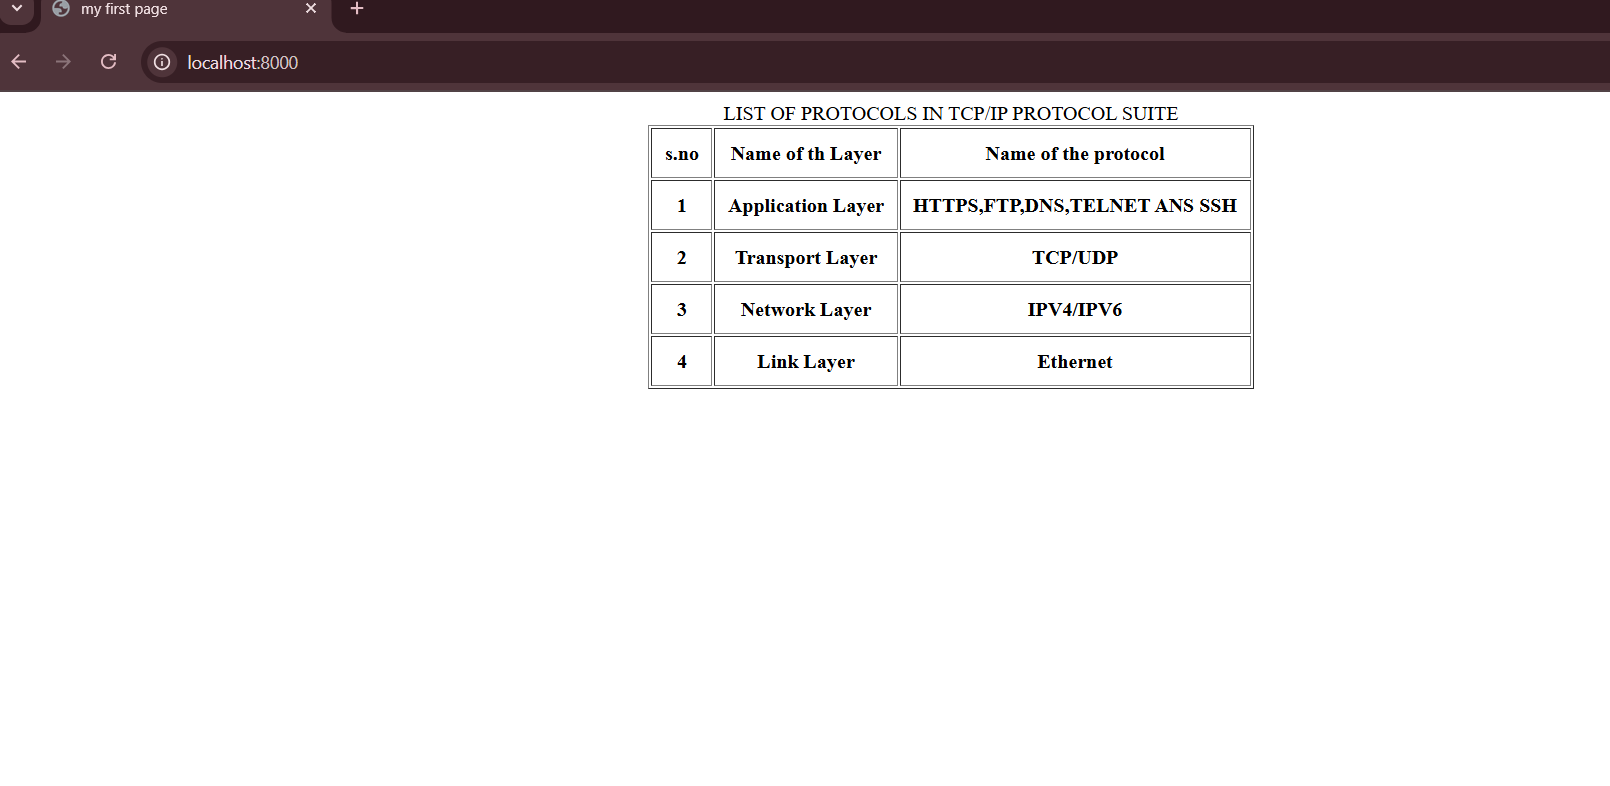 my first page
localhost:8000
LIST OF PROTOCOLS IN TCP/IP PROTOCOL SUITE
s.no Name of th Layer Name of the protocol
1 Application Layer HTTPS,FTP,DNS,TELNET ANS SSH
2 Transport Layer TCP/UDP
3 Network Layer IPV4/IPV6
4 Link Layer Ethernet